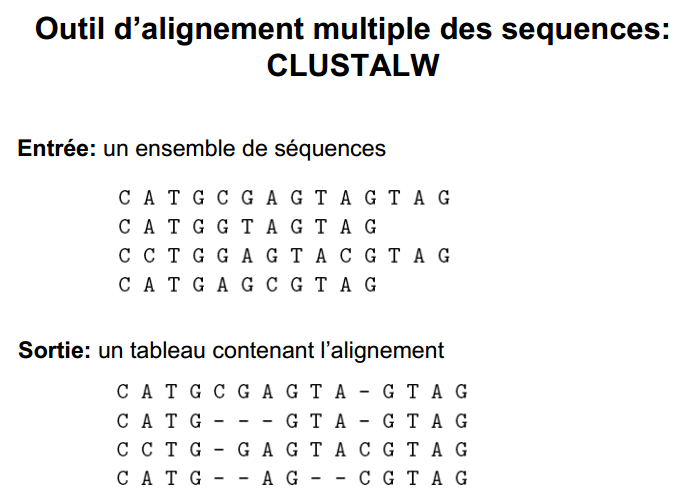 Outil d'alignement multiple des sequences:
CLUSTALW
Entrée: un ensemble de séquences
C A T G C G A G T A G T A G
C A T G G T A G T A G
C C T G G A G T A C G T A G
C A T G A G C G T A G
Sortie: un tableau contenant l'alignement
C A T G C G A G T A - G T A G
C A T G - - - G T A - G T A G
C C T G - G A G T A C G T A G
C A T G - - A G - - C G T A G